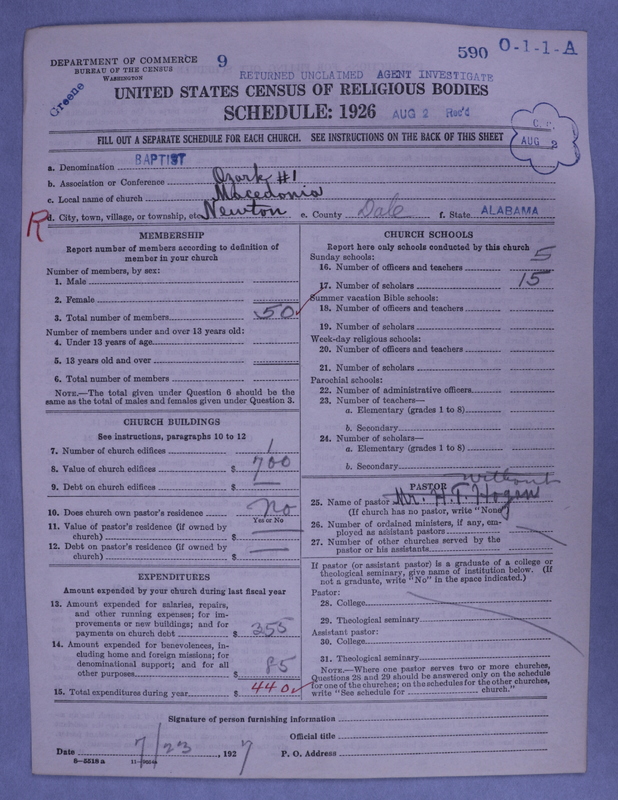 DEPARTMENT OF COMMERCE
BUREAU OF THE CENSUS
WASHINGTON
9
590 O-1-1-A
Greene
RETURNED UNCLAIMED AGENT INVESTIGATE
UNITED STATES CENSUS OF RELIGIOUS BODIES
SCHEDULE: 1926 AUG 2 Rec'd
AUG 2
FILL OUT A SEPARATE SCHEDULE FOR EACH CHURCH. SEE INSTRUCTIONS ON THE BACK OF THIS SHEET
a. Denomination BAPTIST
b. Association or Conference Ozark #1
c. Local name of church Macedonia
R d. City, town, village, or township, etc. Newton e. County Dale f. State ALABAMA
MEMBERSHIP
Report number of members according to definition of
member in your church
Number of members, by sex:
1. Male
2. Female
3. Total number of members 50
Number of members under and over 13 years old:
4. Under 13 years of age
5. 13 years old and over
6. Total number of members
NOTE.—The total given under Question 6 should be the
same as the total of males and females given under Question 3.
CHURCH BUILDINGS
See instructions, paragraphs 10 to 12
7. Number of church edifices 1
8. Value of church edifices $ 700
9. Debt on church edifices $ —
10. Does church own pastor's residence? No
Yes or No
11. Value of pastor's residence (if owned by
church) $ —
12. Debt on pastor's residence (if owned by
church) $ —
EXPENDITURES
Amount expended by your church during last fiscal year
13. Amount expended for salaries, repairs,
and other running expenses; for im-
provements or new buildings; and for
payments on church debt $ 355
14. Amount expended for benevolences, in-
cluding home and foreign missions; for
denominational support; and for all
other purposes $ 85
15. Total expenditures during year $ 440
CHURCH SCHOOLS
Report here only schools conducted by this church
Sunday schools:
16. Number of officers and teachers 5
17. Number of scholars 15
Summer vacation Bible schools:
18. Number of officers and teachers
19. Number of scholars
Week-day religious schools:
20. Number of officers and teachers
21. Number of scholars
Parochial schools:
22. Number of administrative officers
23. Number of teachers—
a. Elementary (grades 1 to 8)
b. Secondary
24. Number of scholars—
a. Elementary (grades 1 to 8)
b. Secondary
PASTOR without
25. Name of pastor Mr. H.T. Hogan
(If church has no pastor, write "None")
26. Number of ordained ministers, if any, em-
ployed as assistant pastors
27. Number of other churches served by the
pastor or his assistants
If pastor (or assistant pastor) is a graduate of a college or
theological seminary, give name of institution below. (If
not a graduate, write "No" in the space indicated.)
Pastor:
28. College
29. Theological seminary
Assistant pastor:
30. College
31. Theological seminary
NOTE.—Where one pastor serves two or more churches,
Questions 28 and 29 should be answered only on the schedule
for one of the churches; on the schedules for the other churches,
write "See schedule for church."
Signature of person furnishing information
Official title
Date 7/23 1927 P. O. Address
8—5518 a